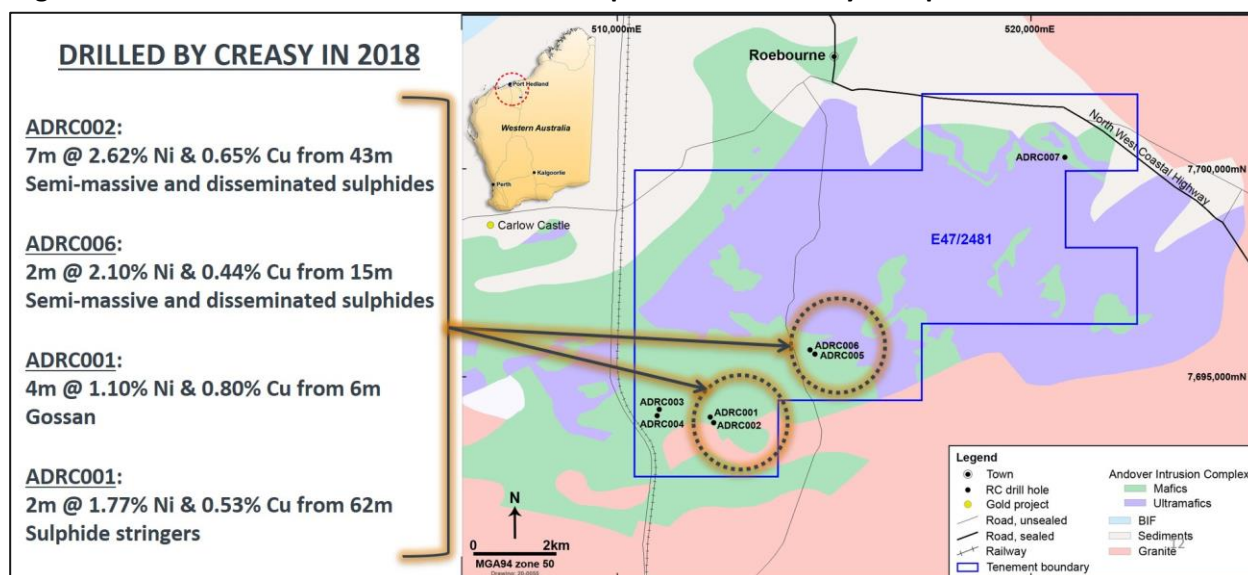 DRILLED BY CREASY IN 2018
ADRC002:
7m @ 2.62% Ni & 0.65% Cu from 43m
Semi-massive and disseminated sulphides
ADRC006:
2m @ 2.10% Ni & 0.44% Cu from 15m
Semi-massive and disseminated sulphides
ADRC001:
4m @ 1.10% Ni & 0.80% Cu from 6m
Gossan
ADRC001:
2m @ 1.77% Ni & 0.53% Cu from 62m
Sulphide stringers
510,000mE
520,000mE
Port Hedland
Western Australia
Kalgoorlie
Perth
Roebourne
North West Coastal Highway
ADRC007
7,700,000mN
Carlow Castle
E47/2481
ADRC006
ADRC005
7,695,000mN
ADRC003
ADRC004
ADRC001
ADRC002
N
0 2km
MGA94 zone 50
Legend
Town
RC drill hole
Gold project
Road, unsealed
Road, sealed
Railway
Tenement boundary
Andover Intrusion Complex
Mafics
Ultramafics
BIF
Sediments
Granite
12